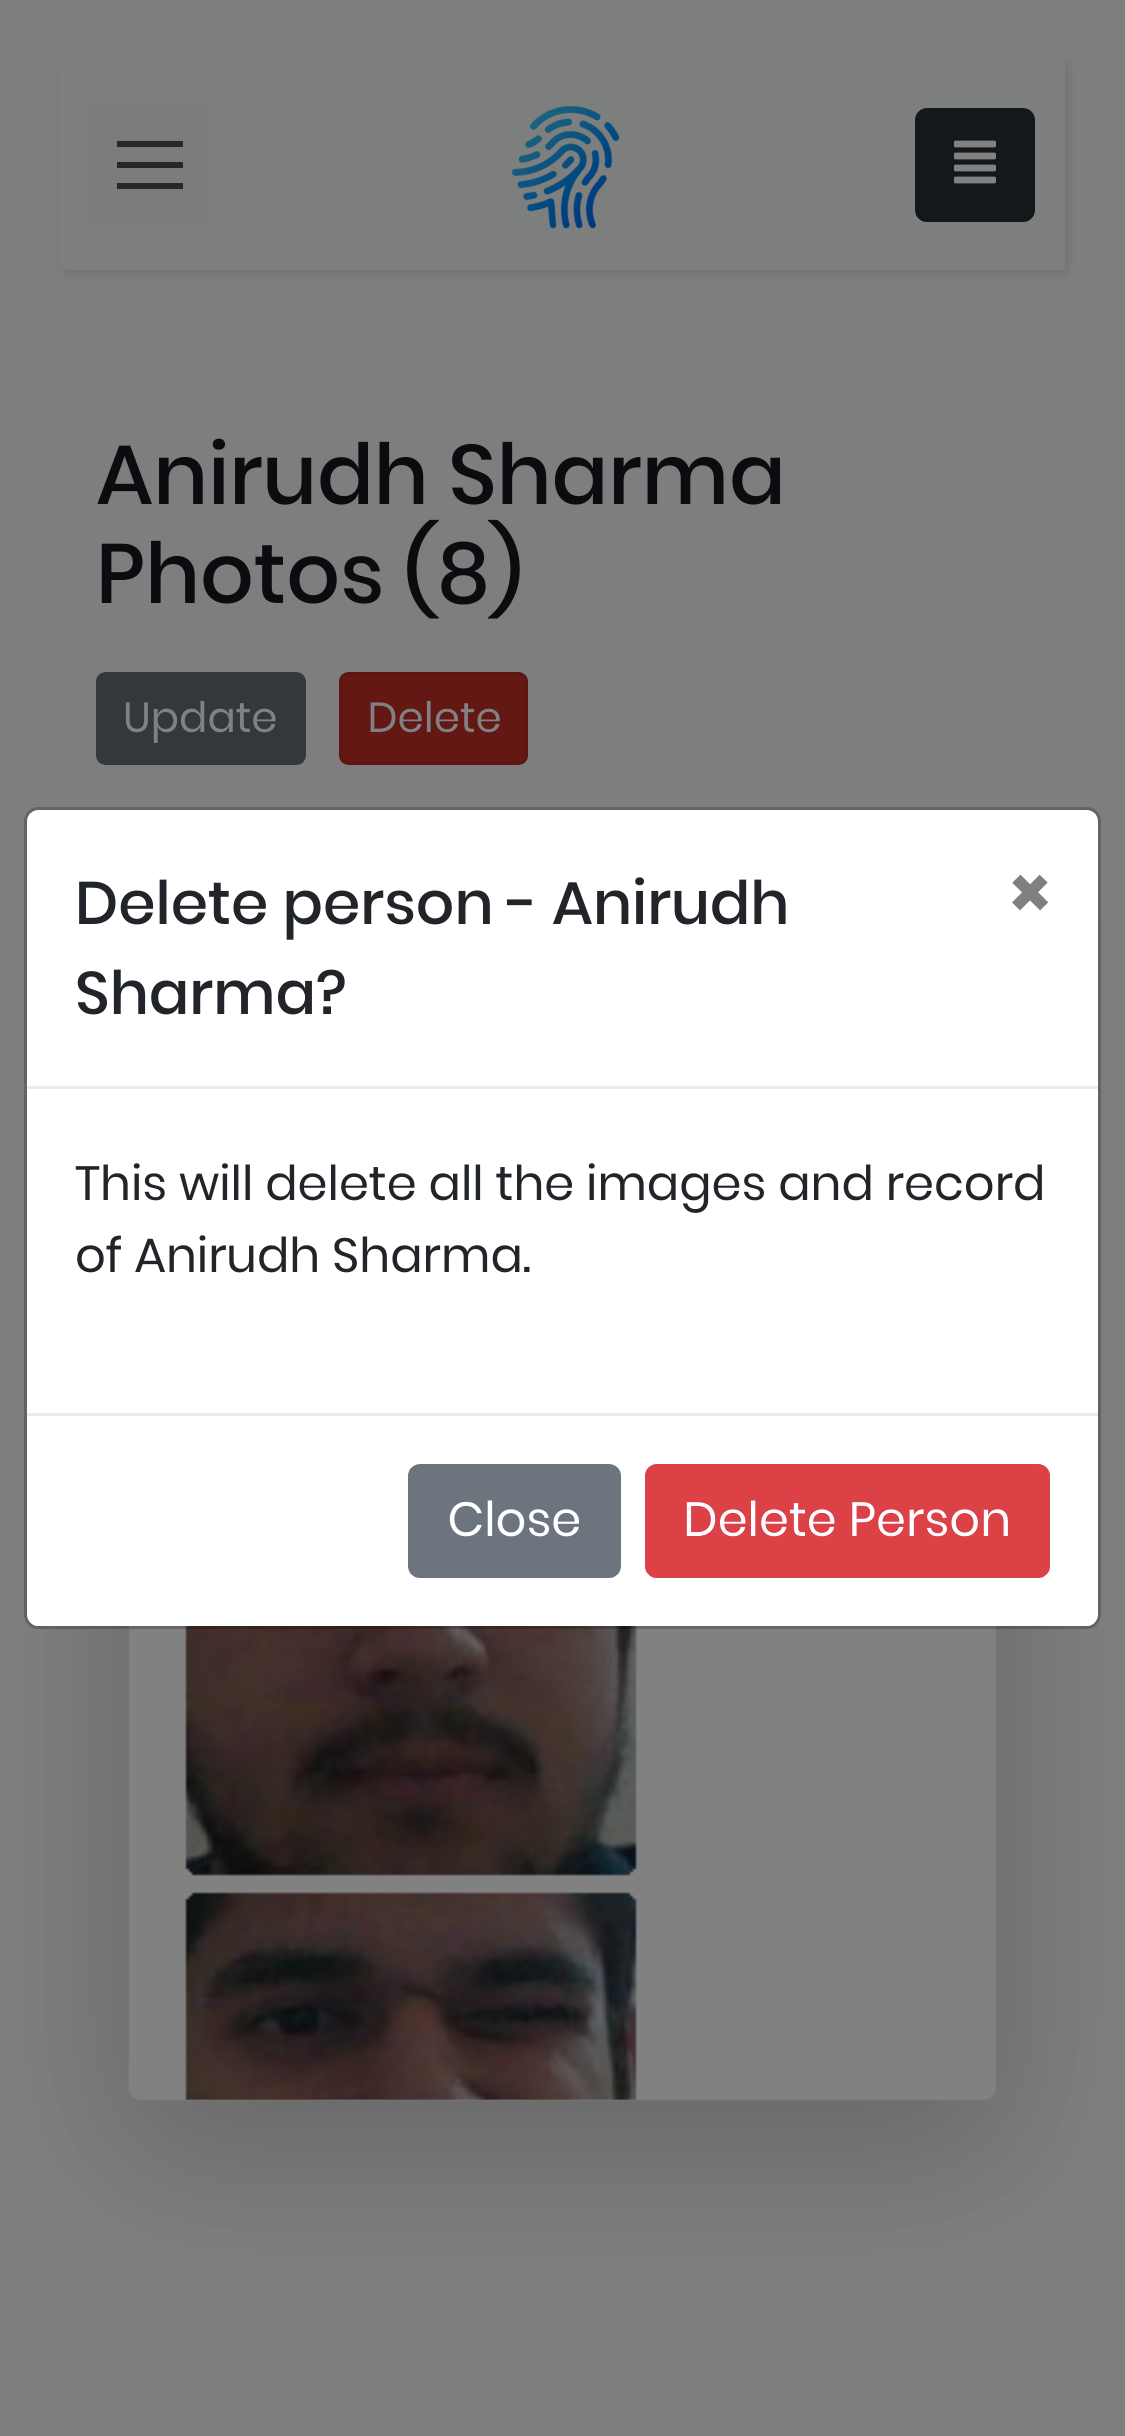 Anirudh Sharma
Photos (8)
Update Delete
Delete person - Anirudh
Sharma?
✖
This will delete all the images and record
of Anirudh Sharma.
Close Delete Person